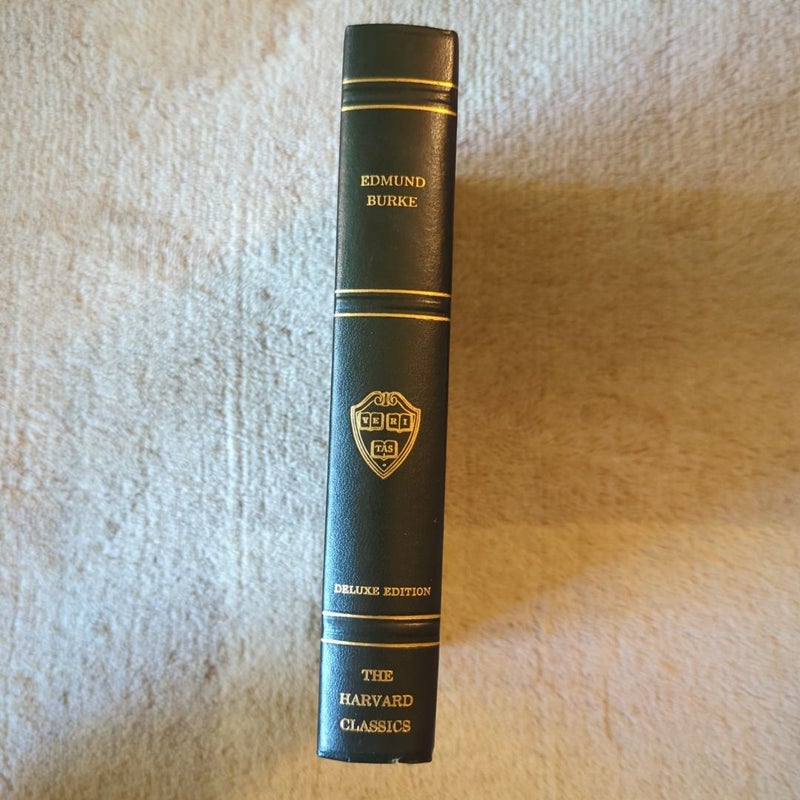 EDMUND
BURKE
VE RI
TAS
DELUXE EDITION
THE
HARVARD
CLASSICS